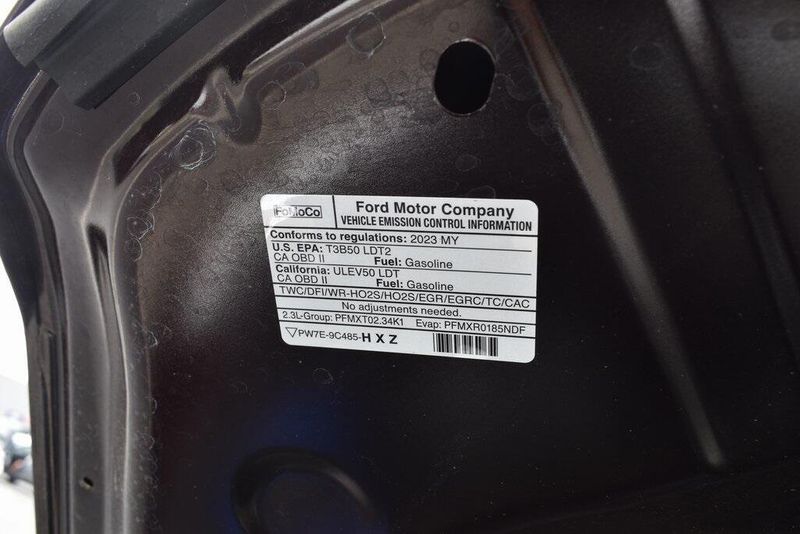 FoMoCo
Ford Motor Company
VEHICLE EMISSION CONTROL INFORMATION
Conforms to regulations: 2023 MY
U.S. EPA: T3B50 LDT2
CA OBD II Fuel: Gasoline
California: ULEV50 LDT
CA OBD II Fuel: Gasoline
TWC/DFI/WR-HO2S/HO2S/EGR/EGRC/TC/CAC
No adjustments needed.
2.3L-Group: PFMXT02.34K1 Evap: PFMXR0185NDF
PW7E-9C485-H X Z